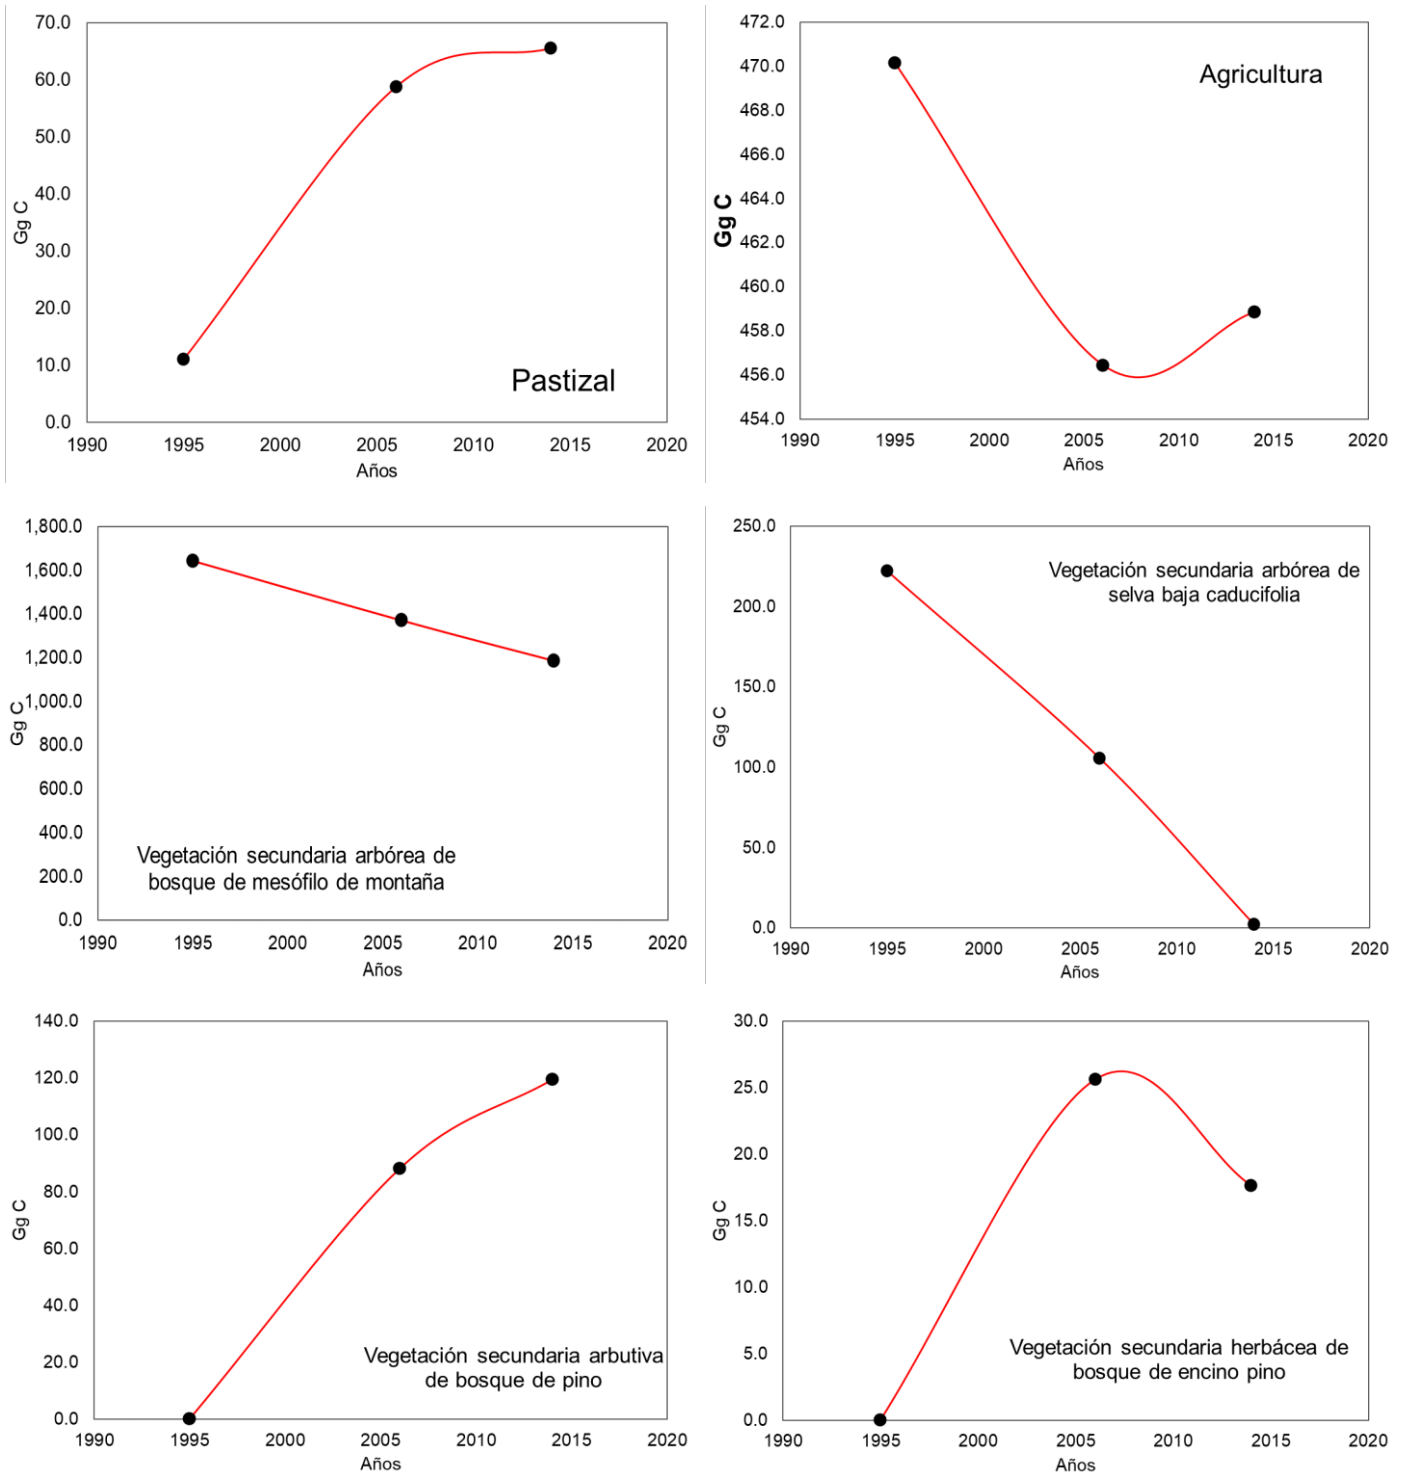 70.0
60.0
50.0
40.0
30.0
20.0
10.0
0.0
Gg C
Pastizal
1990 1995 2000 2005 2010 2015 2020
Años
472.0
470.0
468.0
466.0
464.0
462.0
460.0
458.0
456.0
454.0
Gg C
Agricultura
1990 1995 2000 2005 2010 2015 2020
Años
1,800.0
1,600.0
1,400.0
1,200.0
1,000.0
800.0
600.0
400.0
200.0
0.0
Gg C
Vegetación secundaria arbórea de
bosque de mesófilo de montaña
1990 1995 2000 2005 2010 2015 2020
Años
250.0
200.0
150.0
100.0
50.0
0.0
Gg C
Vegetación secundaria arbórea de
selva baja caducifolia
1990 1995 2000 2005 2010 2015 2020
Años
140.0
120.0
100.0
80.0
60.0
40.0
20.0
0.0
Gg C
Vegetación secundaria arbutiva
de bosque de pino
1990 1995 2000 2005 2010 2015 2020
Años
30.0
25.0
20.0
15.0
10.0
5.0
0.0
Gg C
Vegetación secundaria herbácea de
bosque de encino pino
1990 1995 2000 2005 2010 2015 2020
Años